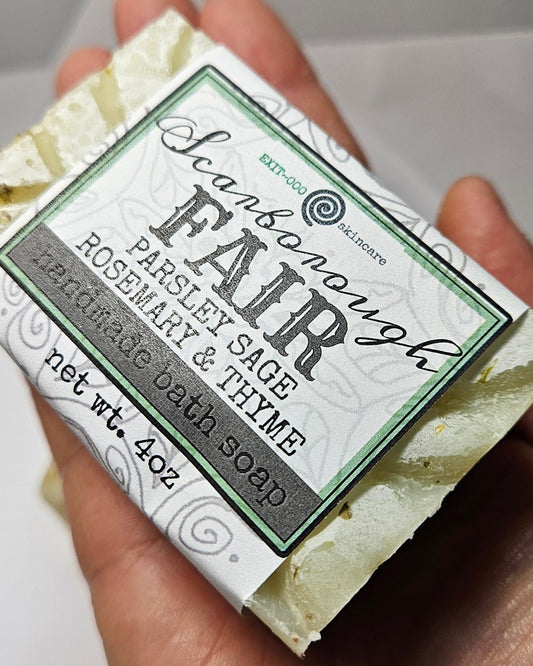 EXIT~000
skincare
Scarborough
FAIR
PARSLEY SAGE
ROSEMARY & THYME
handmade bath soap
net wt. 4oz